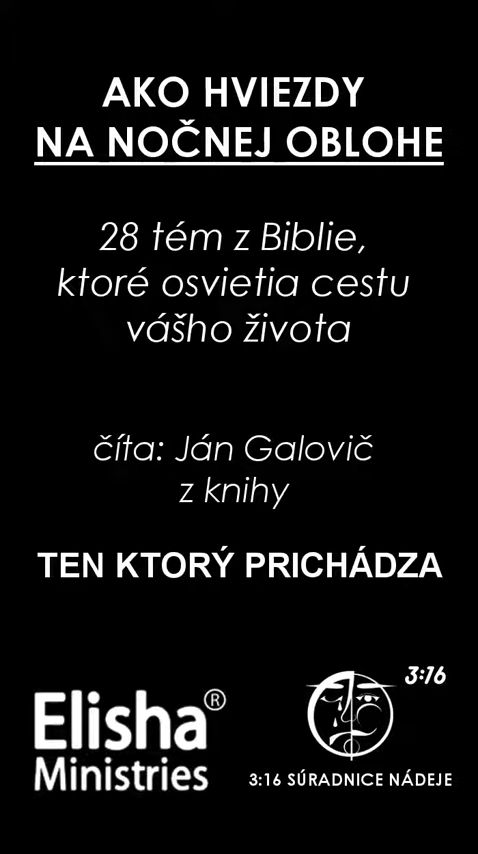 AKO HVIEZDY
NA NOČNEJ OBLOHE
28 tém z Biblie,
ktoré osvietia cestu
vášho života
číta: Ján Galovič
z knihy
TEN KTORÝ PRICHÁDZA
3:16
Elisha®
Ministries
3:16 SÚRADNICE NÁDEJE